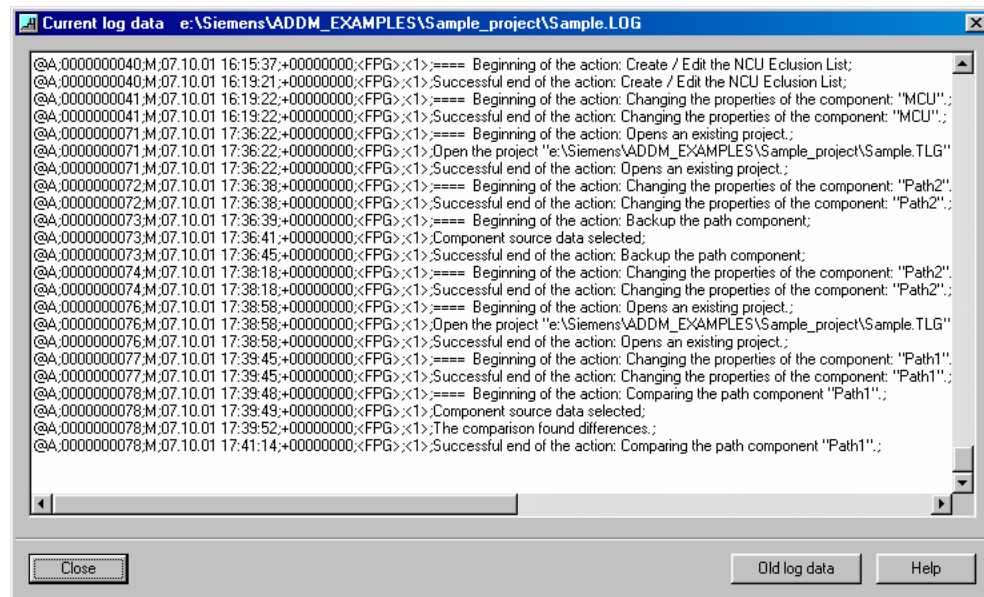 Current log data e:\Siemens\ADDM_EXAMPLES\Sample_project\Sample.LOG
@A;0000000040;M;07.10.01 16:15:37;+00000000;<FPG>;<1>;==== Beginning of the action: Create / Edit the NCU Eclusion List;
@A;0000000040;M;07.10.01 16:19:21;+00000000;<FPG>;<1>;Successful end of the action: Create / Edit the NCU Eclusion List;
@A;0000000041;M;07.10.01 16:19:22;+00000000;<FPG>;<1>;==== Beginning of the action: Changing the properties of the component: "MCU".;
@A;0000000041;M;07.10.01 16:19:22;+00000000;<FPG>;<1>;Successful end of the action: Changing the properties of the component: "MCU".;
@A;0000000071;M;07.10.01 17:36:22;+00000000;<FPG>;<1>;==== Beginning of the action: Opens an existing project.;
@A;0000000071;M;07.10.01 17:36:22;+00000000;<FPG>;<1>;Open the project "e:\Siemens\ADDM_EXAMPLES\Sample_project\Sample.TLG"
@A;0000000071;M;07.10.01 17:36:22;+00000000;<FPG>;<1>;Successful end of the action: Opens an existing project.;
@A;0000000072;M;07.10.01 17:36:38;+00000000;<FPG>;<1>;==== Beginning of the action: Changing the properties of the component: "Path2".
@A;0000000072;M;07.10.01 17:36:38;+00000000;<FPG>;<1>;Successful end of the action: Changing the properties of the component: "Path2".;
@A;0000000073;M;07.10.01 17:36:39;+00000000;<FPG>;<1>;==== Beginning of the action: Backup the path component;
@A;0000000073;M;07.10.01 17:36:41;+00000000;<FPG>;<1>;Component source data selected;
@A;0000000073;M;07.10.01 17:36:45;+00000000;<FPG>;<1>;Successful end of the action: Backup the path component;
@A;0000000074;M;07.10.01 17:38:18;+00000000;<FPG>;<1>;==== Beginning of the action: Changing the properties of the component: "Path2".
@A;0000000074;M;07.10.01 17:38:18;+00000000;<FPG>;<1>;Successful end of the action: Changing the properties of the component: "Path2".;
@A;0000000076;M;07.10.01 17:38:58;+00000000;<FPG>;<1>;==== Beginning of the action: Opens an existing project.;
@A;0000000076;M;07.10.01 17:38:58;+00000000;<FPG>;<1>;Open the project "e:\Siemens\ADDM_EXAMPLES\Sample_project\Sample.TLG"
@A;0000000076;M;07.10.01 17:38:58;+00000000;<FPG>;<1>;Successful end of the action: Opens an existing project.;
@A;0000000077;M;07.10.01 17:39:45;+00000000;<FPG>;<1>;==== Beginning of the action: Changing the properties of the component: "Path1".
@A;0000000077;M;07.10.01 17:39:45;+00000000;<FPG>;<1>;Successful end of the action: Changing the properties of the component: "Path1".;
@A;0000000078;M;07.10.01 17:39:48;+00000000;<FPG>;<1>;==== Beginning of the action: Comparing the path component "Path1".;
@A;0000000078;M;07.10.01 17:39:49;+00000000;<FPG>;<1>;Component source data selected;
@A;0000000078;M;07.10.01 17:39:52;+00000000;<FPG>;<1>;The comparison found differences.;
@A;0000000078;M;07.10.01 17:41:14;+00000000;<FPG>;<1>;Successful end of the action: Comparing the path component "Path1".;
Close
Old log data
Help